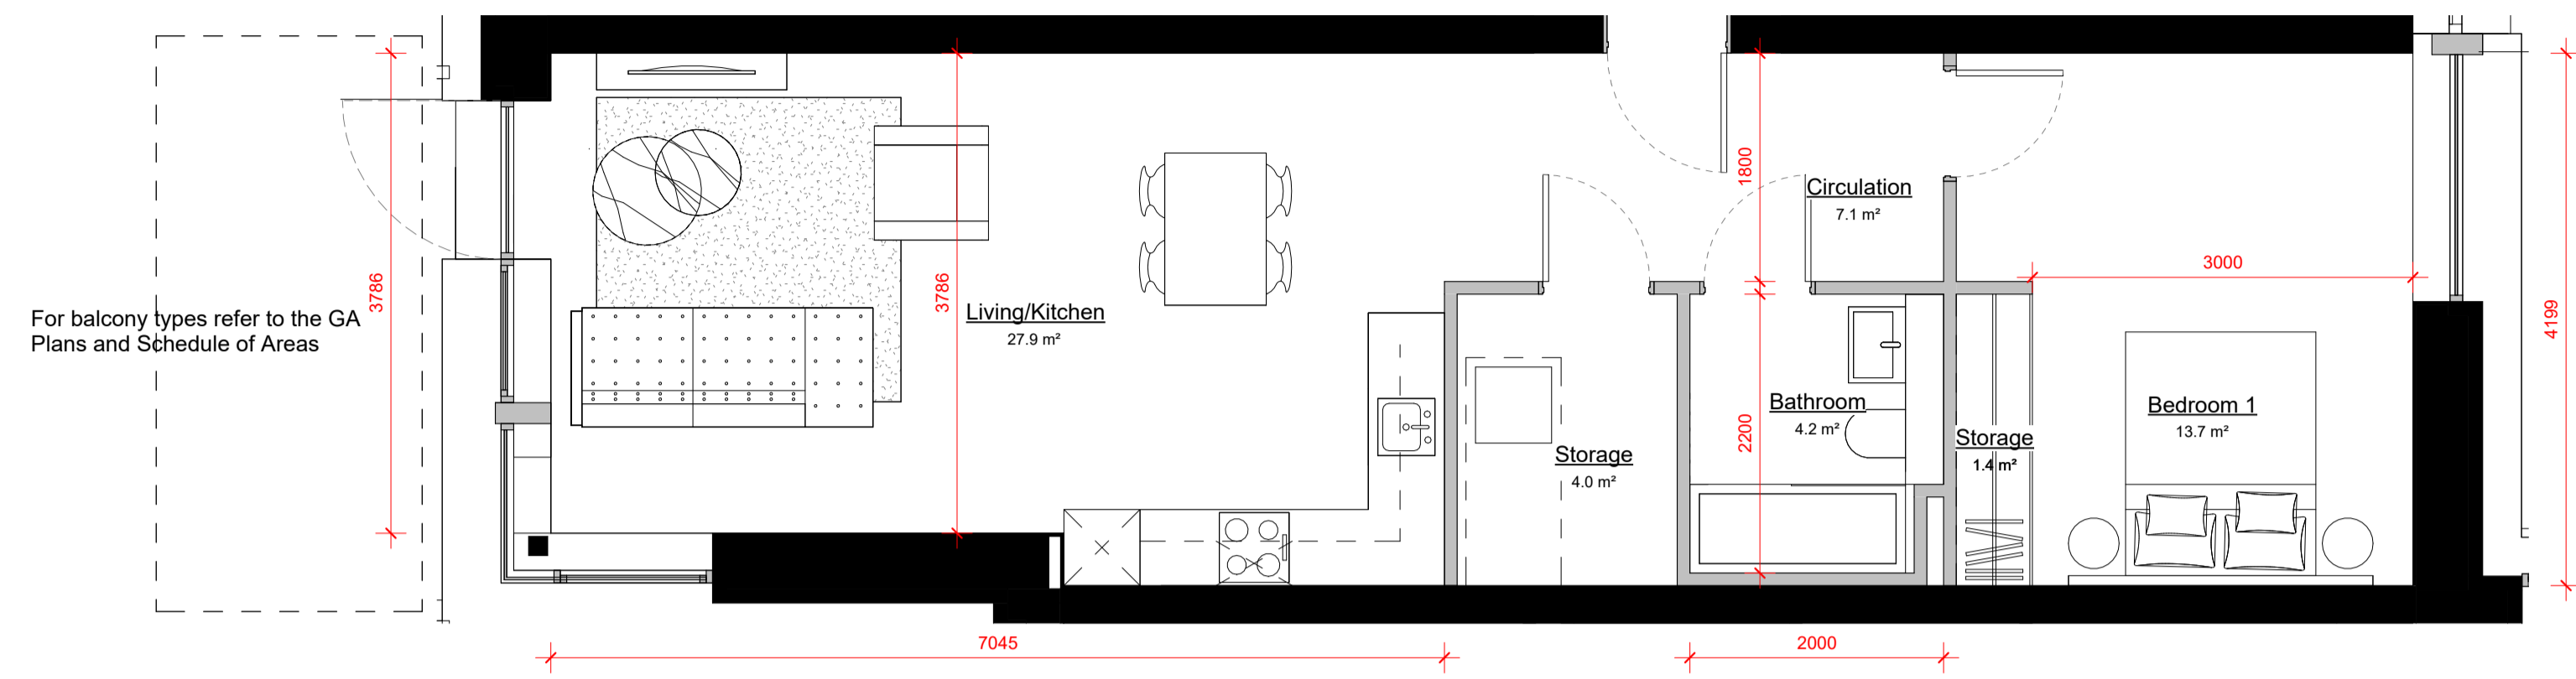 For balcony types refer to the GA
Plans and Schedule of Areas
3786
3786
Living/Kitchen
27.9 m²
7045
Storage
4.0 m²
1800
Circulation
7.1 m²
Bathroom
4.2 m²
2200
2000
Storage
1.4 m²
3000
Bedroom 1
13.7 m²
4199